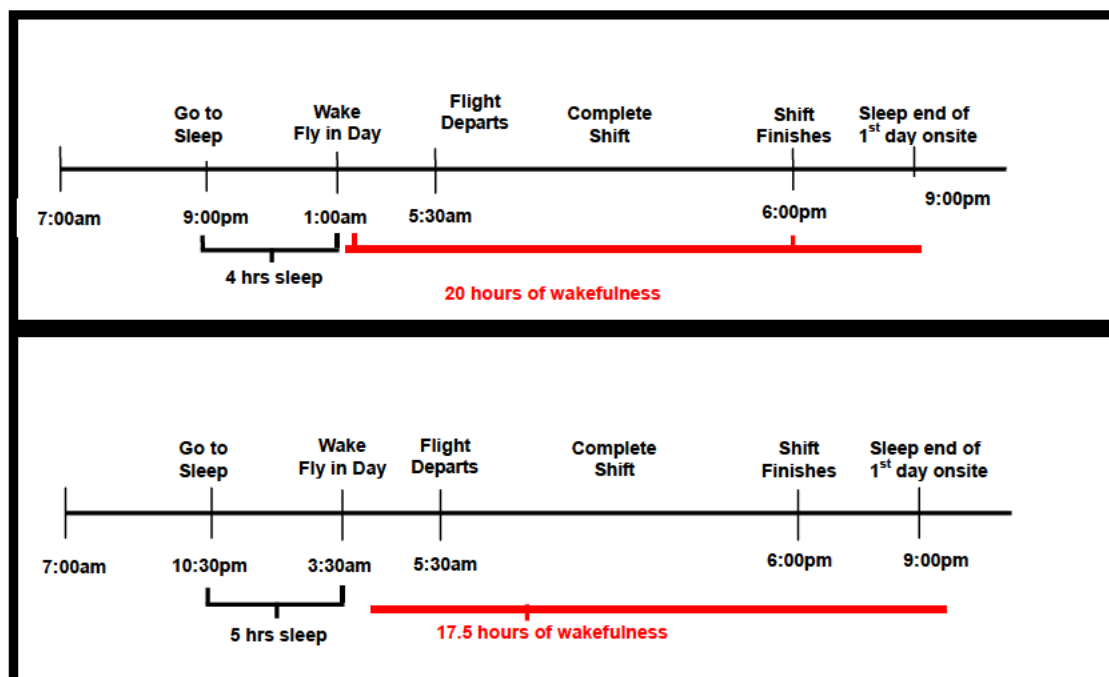 Go to
Sleep
Wake
Fly in Day
Flight
Departs
Complete
Shift
Shift
Finishes
Sleep end of
1st day onsite
7:00am
9:00pm
1:00am
5:30am
6:00pm
9:00pm
4 hrs sleep
20 hours of wakefulness
Go to
Sleep
Wake
Fly in Day
Flight
Departs
Complete
Shift
Shift
Finishes
Sleep end of
1st day onsite
7:00am
10:30pm
3:30am
5:30am
6:00pm
9:00pm
5 hrs sleep
17.5 hours of wakefulness